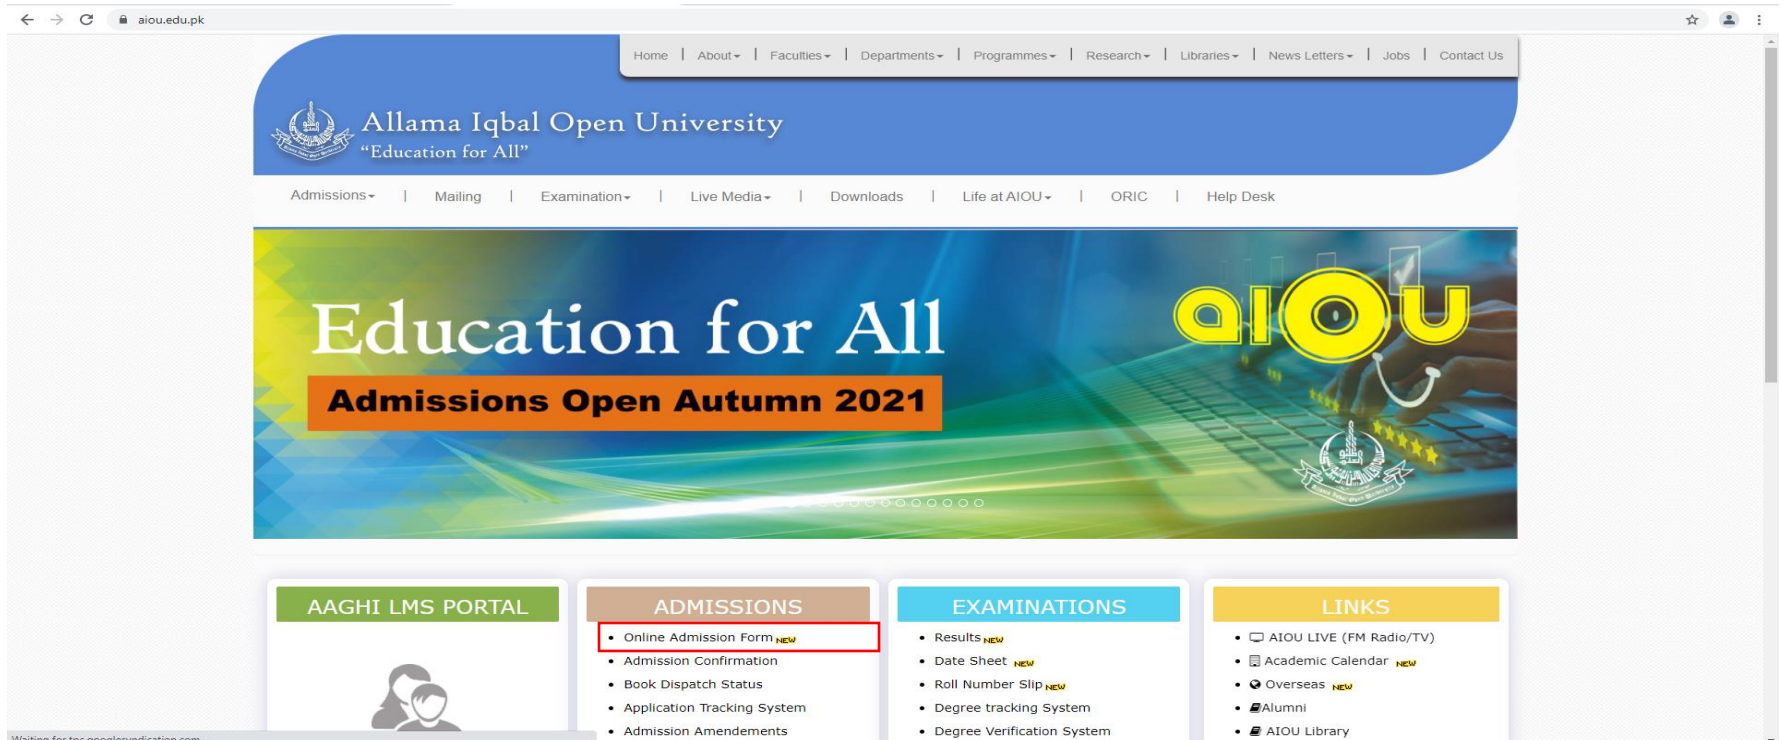 aiou.edu.pk
Home | About | Faculties | Departments | Programmes | Research | Libraries | News Letters | Jobs | Contact Us
Allama Iqbal Open University
“Education for All”
Admissions | Mailing | Examination | Live Media | Downloads | Life at AIOU | ORIC | Help Desk
Education for All
aiou
Admissions Open Autumn 2021
AAGHI LMS PORTAL
ADMISSIONS
Online Admission Form NEW
Admission Confirmation
Book Dispatch Status
Application Tracking System
Admission Amendements
EXAMINATIONS
Results NEW
Date Sheet NEW
Roll Number Slip NEW
Degree tracking System
Degree Verification System
LINKS
AIOU LIVE (FM Radio/TV)
Academic Calendar NEW
Overseas NEW
Alumni
AIOU Library